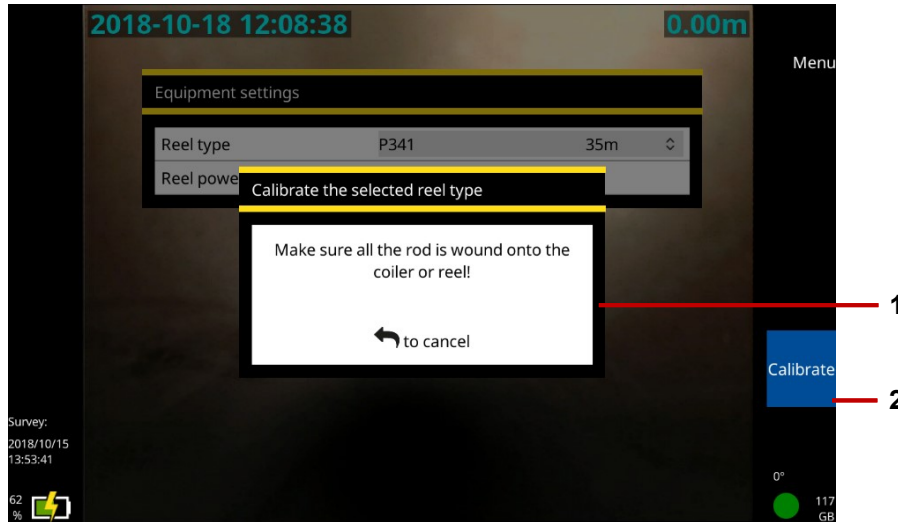 2018-10-18 12:08:38
0.00m
Menu
Equipment settings
Reel type P341 35m
Reel powe
Calibrate the selected reel type
Make sure all the rod is wound onto the
coiler or reel!
to cancel
1
Calibrate
2
Survey:
2018/10/15
13:53:41
0°
62
%
117
GB